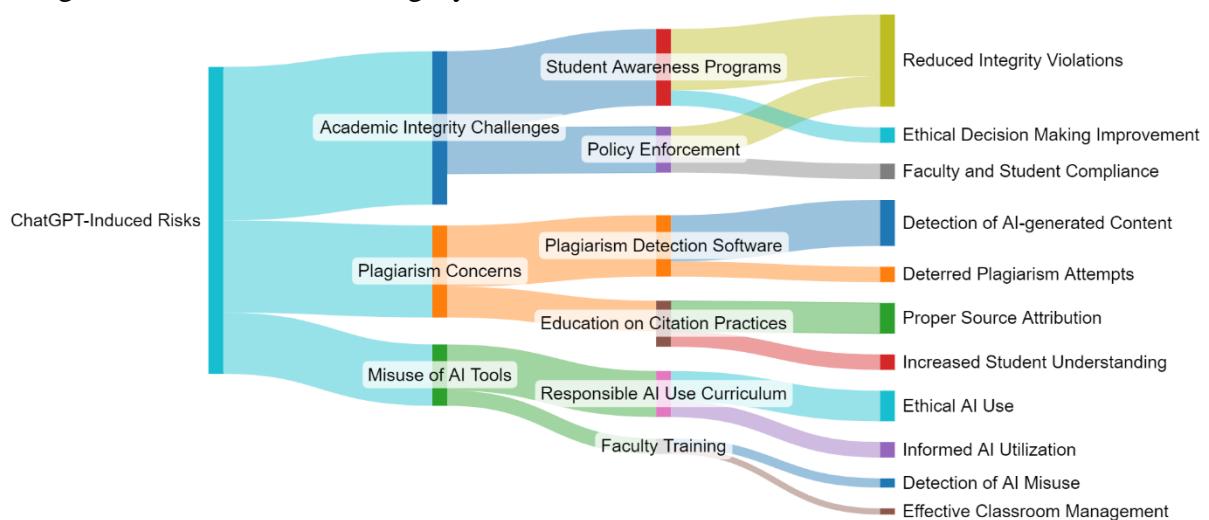 Student Awareness Programs
Reduced Integrity Violations
Academic Integrity Challenges
Ethical Decision Making Improvement
Policy Enforcement
Faculty and Student Compliance
ChatGPT-Induced Risks
Detection of AI-generated Content
Plagiarism Detection Software
Plagiarism Concerns
Deterred Plagiarism Attempts
Education on Citation Practices
Proper Source Attribution
Increased Student Understanding
Misuse of AI Tools
Responsible AI Use Curriculum
Ethical AI Use
Faculty Training
Informed AI Utilization
Detection of AI Misuse
Effective Classroom Management